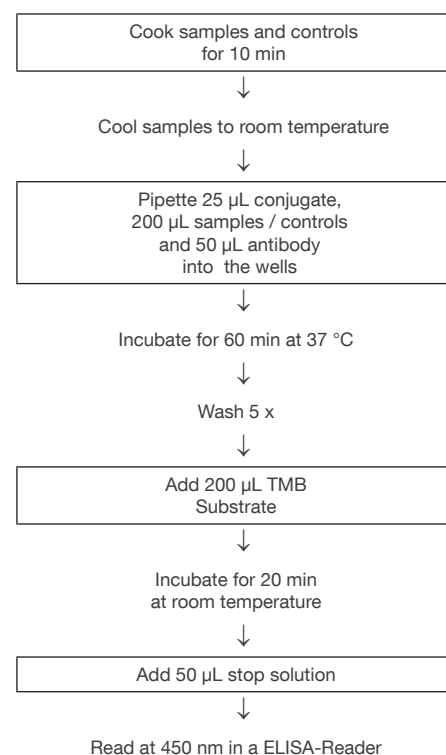 Cook samples and controls
for 10 min
↓
Cool samples to room temperature
↓
Pipette 25 µL conjugate,
200 µL samples / controls
and 50 µL antibody
into the wells
↓
Incubate for 60 min at 37 °C
↓
Wash 5 x
↓
Add 200 µL TMB
Substrate
↓
Incubate for 20 min
at room temperature
↓
Add 50 µL stop solution
↓
Read at 450 nm in a ELISA-Reader